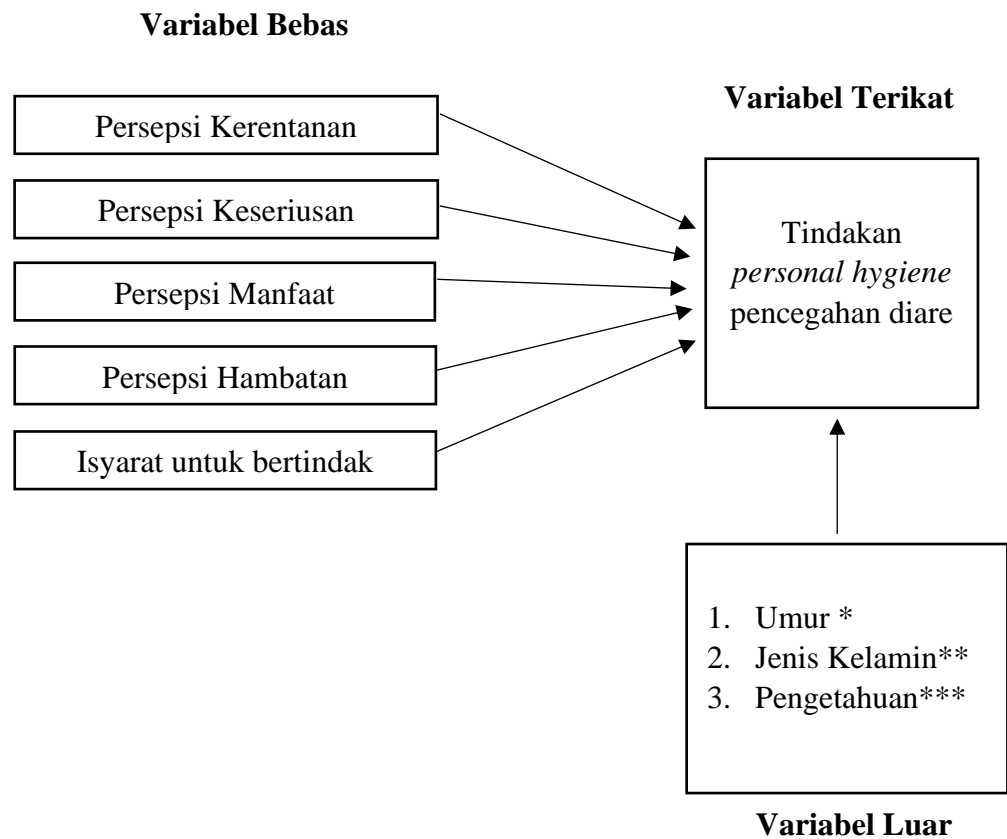 Variabel Bebas
Persepsi Kerentanan
Persepsi Keseriusan
Persepsi Manfaat
Persepsi Hambatan
Isyarat untuk bertindak
Variabel Terikat
Tindakan
personal hygiene
pencegahan diare
1. Umur *
2. Jenis Kelamin**
3. Pengetahuan***
Variabel Luar